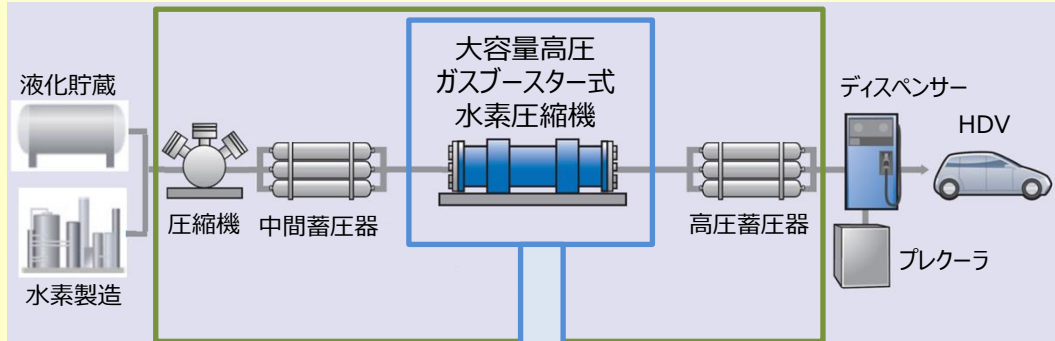 液化貯蔵
水素製造
圧縮機
中間蓄圧器
大容量高圧
ガスブースター式
水素圧縮機
高圧蓄圧器
ディスペンサー
HDV
プレクーラ